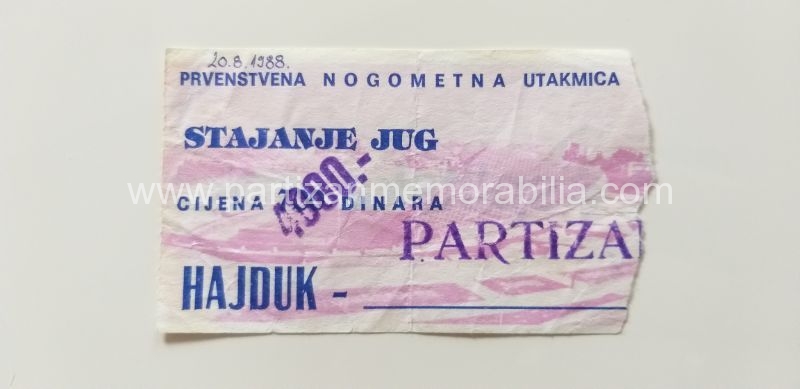 20.8.1988.
PRVENSTVENA NOGOMETNA UTAKMICA
STAJANJE JUG
www.partizanmemorabilia.com
CIJENA DINARA
PARTIZA
HAJDUK -